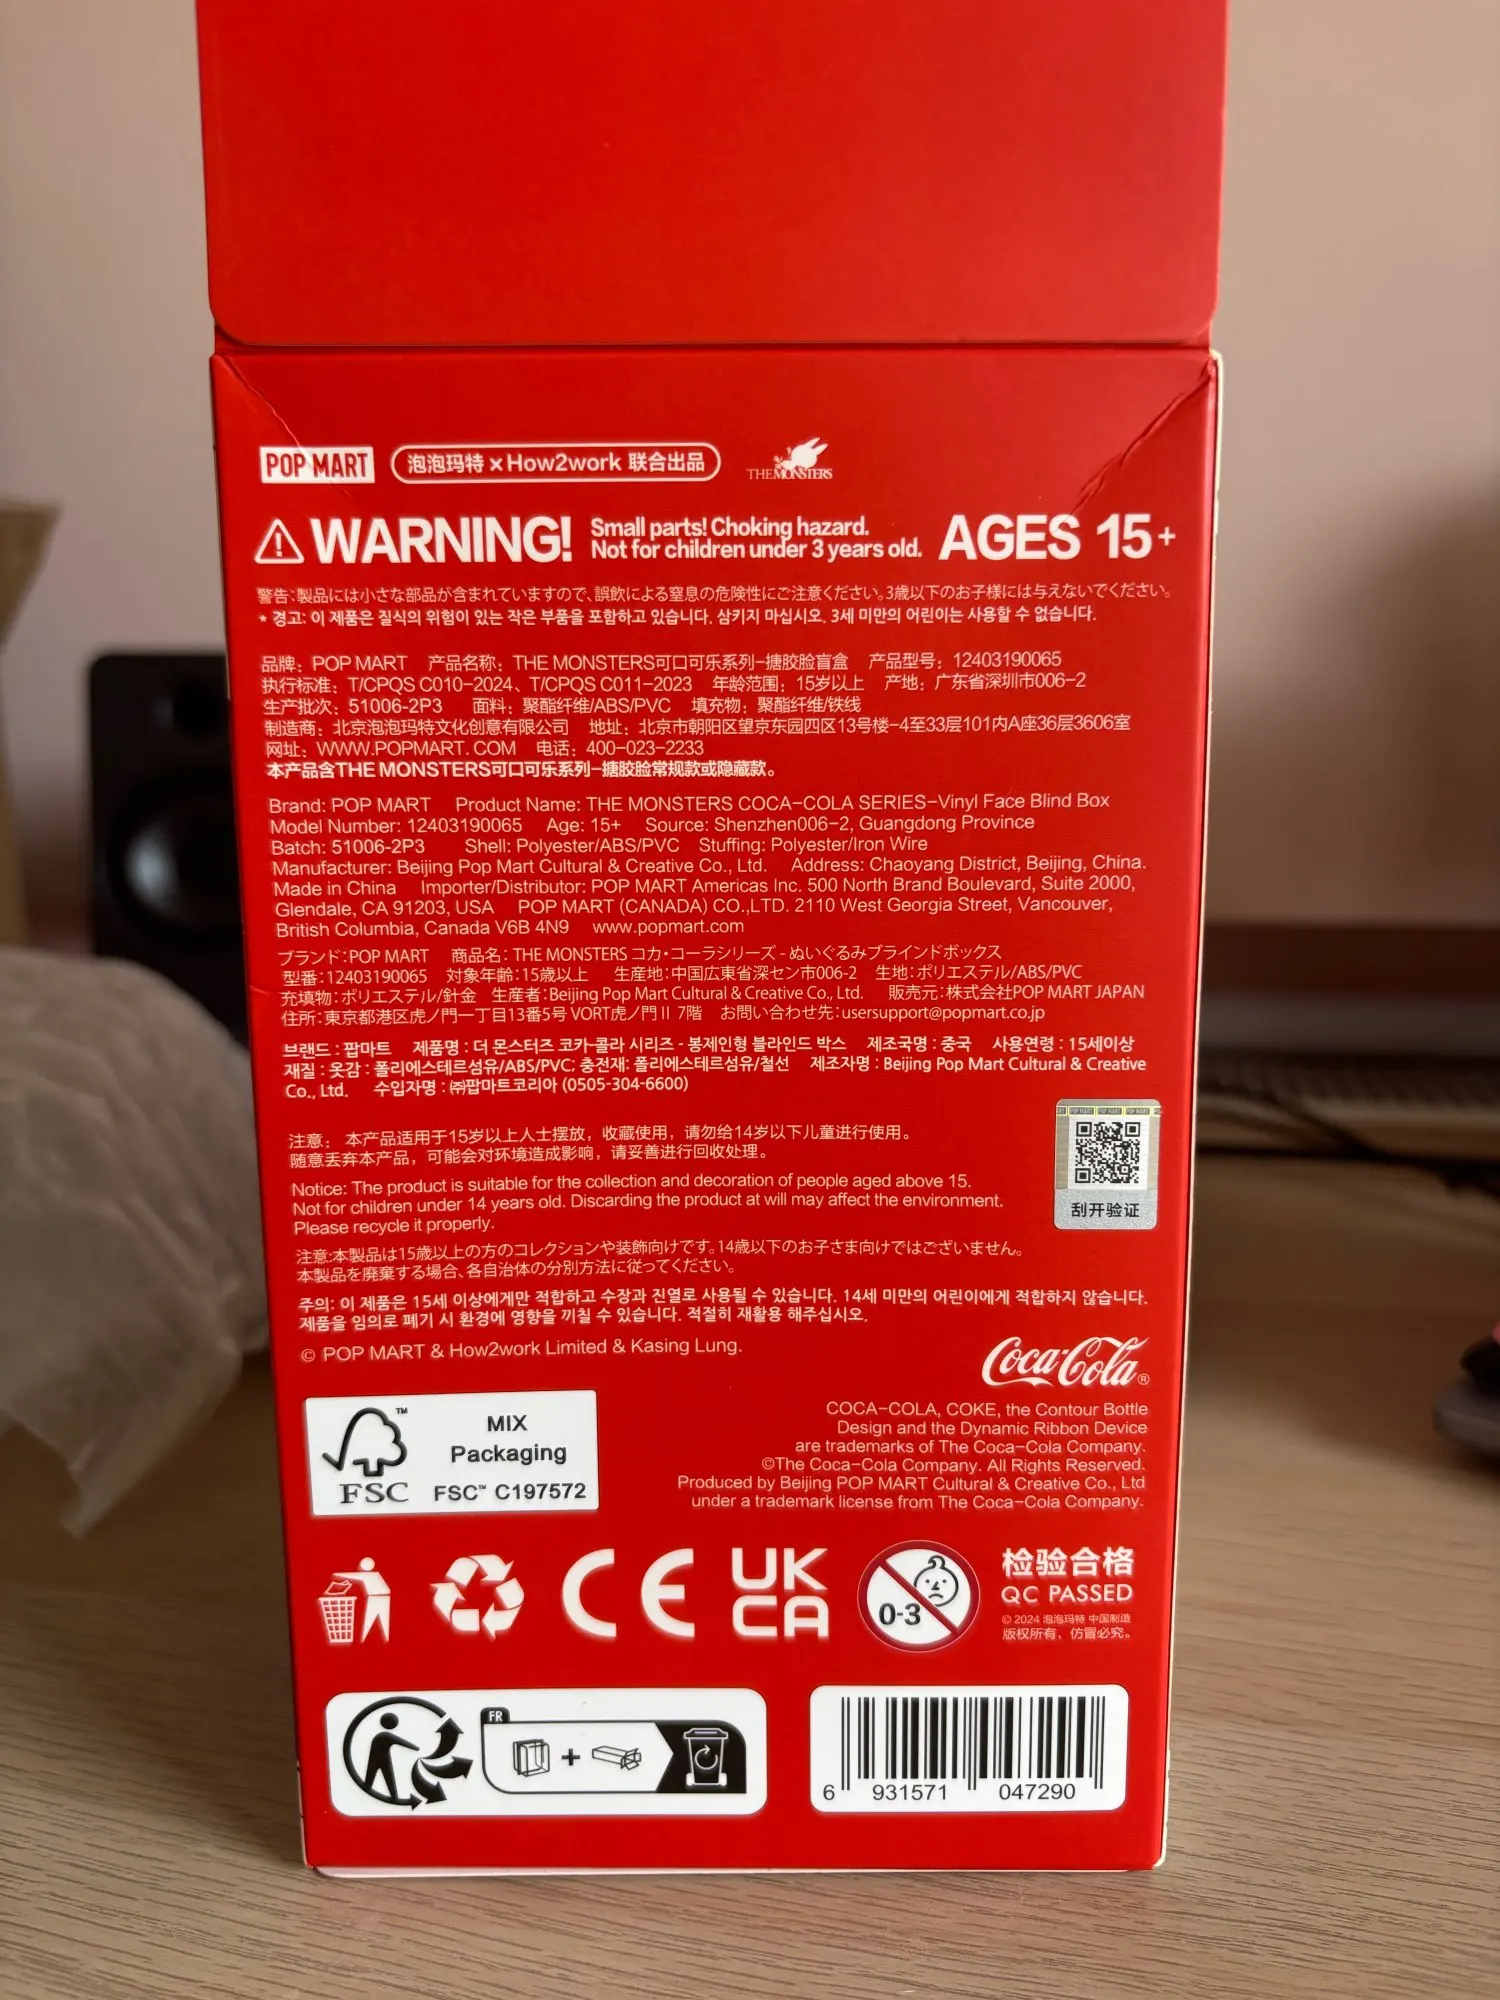 POP MART 泡泡玛特×How2work 联合出品 THE MONSTERS
WARNING! Small parts! Choking hazard. AGES 15+
Not for children under 3 years old.
警告:製品には小さな部品が含まれていますので、誤飲による窒息の危険性にご注意ください。3歳以下のお子様には与えないでください。
* 경고: 이 제품은 질식의 위험이 있는 작은 부품을 포함하고 있습니다. 삼키지 마십시오. 3세 미만의 어린이는 사용할 수 없습니다.
品牌：POP MART 产品名称：THE MONSTERS可口可乐系列-搪胶脸盲盒 产品型号：12403190065
执行标准：T/CPQS C010-2024、T/CPQS C011-2023 年龄范围：15岁以上 产地：广东省深圳市006-2
生产批次：51006-2P3 面料：聚酯纤维/ABS/PVC 填充物：聚酯纤维/铁线
制造商：北京泡泡玛特文化创意有限公司 地址：北京市朝阳区望京东园四区13号楼-4至33层101内A座36层3606室
网址：WWW.POPMART.COM 电话：400-023-2233
本产品含THE MONSTERS可口可乐系列-搪胶脸常规款或隐藏款。
Brand: POP MART Product Name: THE MONSTERS COCA-COLA SERIES-Vinyl Face Blind Box
Model Number: 12403190065 Age: 15+ Source: Shenzhen006-2, Guangdong Province
Batch: 51006-2P3 Shell: Polyester/ABS/PVC Stuffing: Polyester/Iron Wire
Manufacturer: Beijing Pop Mart Cultural & Creative Co., Ltd. Address: Chaoyang District, Beijing, China.
Made in China Importer/Distributor: POP MART Americas Inc. 500 North Brand Boulevard, Suite 2000,
Glendale, CA 91203, USA POP MART (CANADA) CO.,LTD. 2110 West Georgia Street, Vancouver,
British Columbia, Canada V6B 4N9 www.popmart.com
ブランド:POP MART 商品名: THE MONSTERS コカ・コーラシリーズ - ぬいぐるみブラインドボックス
型番:12403190065 対象年齢:15歳以上 生産地:中国広東省深セン市006-2 生地:ポリエステル/ABS/PVC
充填物:ポリエステル/針金 生産者:Beijing Pop Mart Cultural & Creative Co., Ltd. 販売元:株式会社POP MART JAPAN
住所:東京都港区虎ノ門一丁目13番5号 VORT虎ノ門Ⅱ 7階 お問い合わせ先:usersupport@popmart.co.jp
브랜드 : 팝마트 제품명 : 더 몬스터즈 코카-콜라 시리즈 - 봉제인형 블라인드 박스 제조국명 : 중국 사용연령 : 15세이상
재질 : 옷감 : 폴리에스테르섬유/ABS/PVC; 충전재: 폴리에스테르섬유/철선 제조자명 : Beijing Pop Mart Cultural & Creative
Co., Ltd. 수입자명 : ㈜팝마트코리아 (0505-304-6600)
注意：本产品适用于15岁以上人士摆放，收藏使用，请勿给14岁以下儿童进行使用。
随意丢弃本产品，可能会对环境造成影响，请妥善进行回收处理。
Notice: The product is suitable for the collection and decoration of people aged above 15.
Not for children under 14 years old. Discarding the product at will may affect the environment.
Please recycle it properly.
POP MART POP MART POP MART
刮开验证
注意:本製品は15歳以上の方のコレクションや装飾向けです。14歳以下のお子さま向けではございません。
本製品を廃棄する場合、各自治体の分別方法に従ってください。
주의: 이 제품은 15세 이상에게만 적합하고 수장과 진열로 사용될 수 있습니다. 14세 미만의 어린이에게 적합하지 않습니다.
제품을 임의로 폐기 시 환경에 영향을 끼칠 수 있습니다. 적절히 재활용 해주십시오.
© POP MART & How2work Limited & Kasing Lung.
Coca-Cola®
COCA-COLA, COKE, the Contour Bottle
Design and the Dynamic Ribbon Device
are trademarks of The Coca-Cola Company.
©The Coca-Cola Company. All Rights Reserved.
Produced by Beijing POP MART Cultural & Creative Co., Ltd
under a trademark license from The Coca-Cola Company.
™
FSC
MIX
Packaging
FSC™ C197572
CE
UK
CA
0-3
检验合格
QC PASSED
© 2024 泡泡玛特 中国制造
版权所有，仿冒必究。
FR
+
6 931571 047290